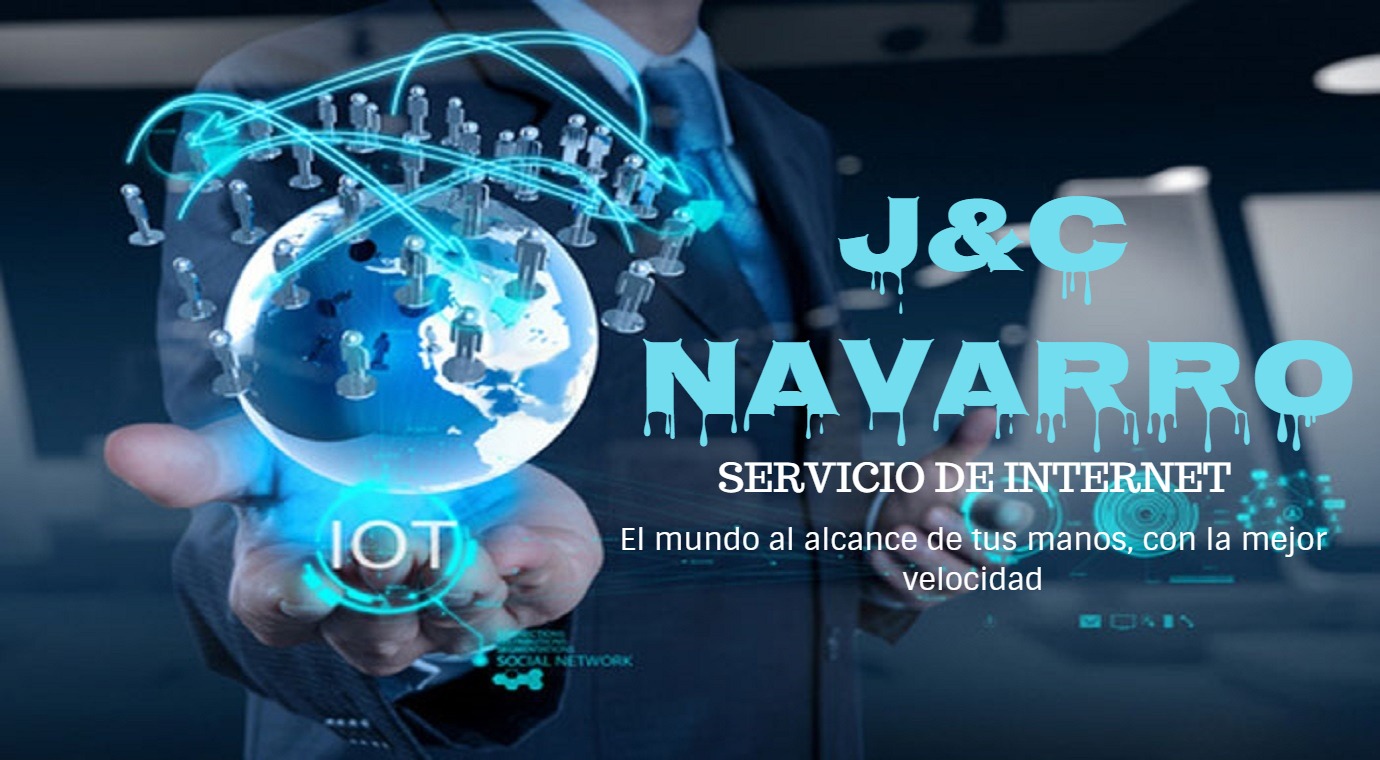 J&C
NAVARRO
SERVICIO DE INTERNET
El mundo al alcance de tus manos, con la mejor
velocidad
IOT
SOCIAL NETWORK